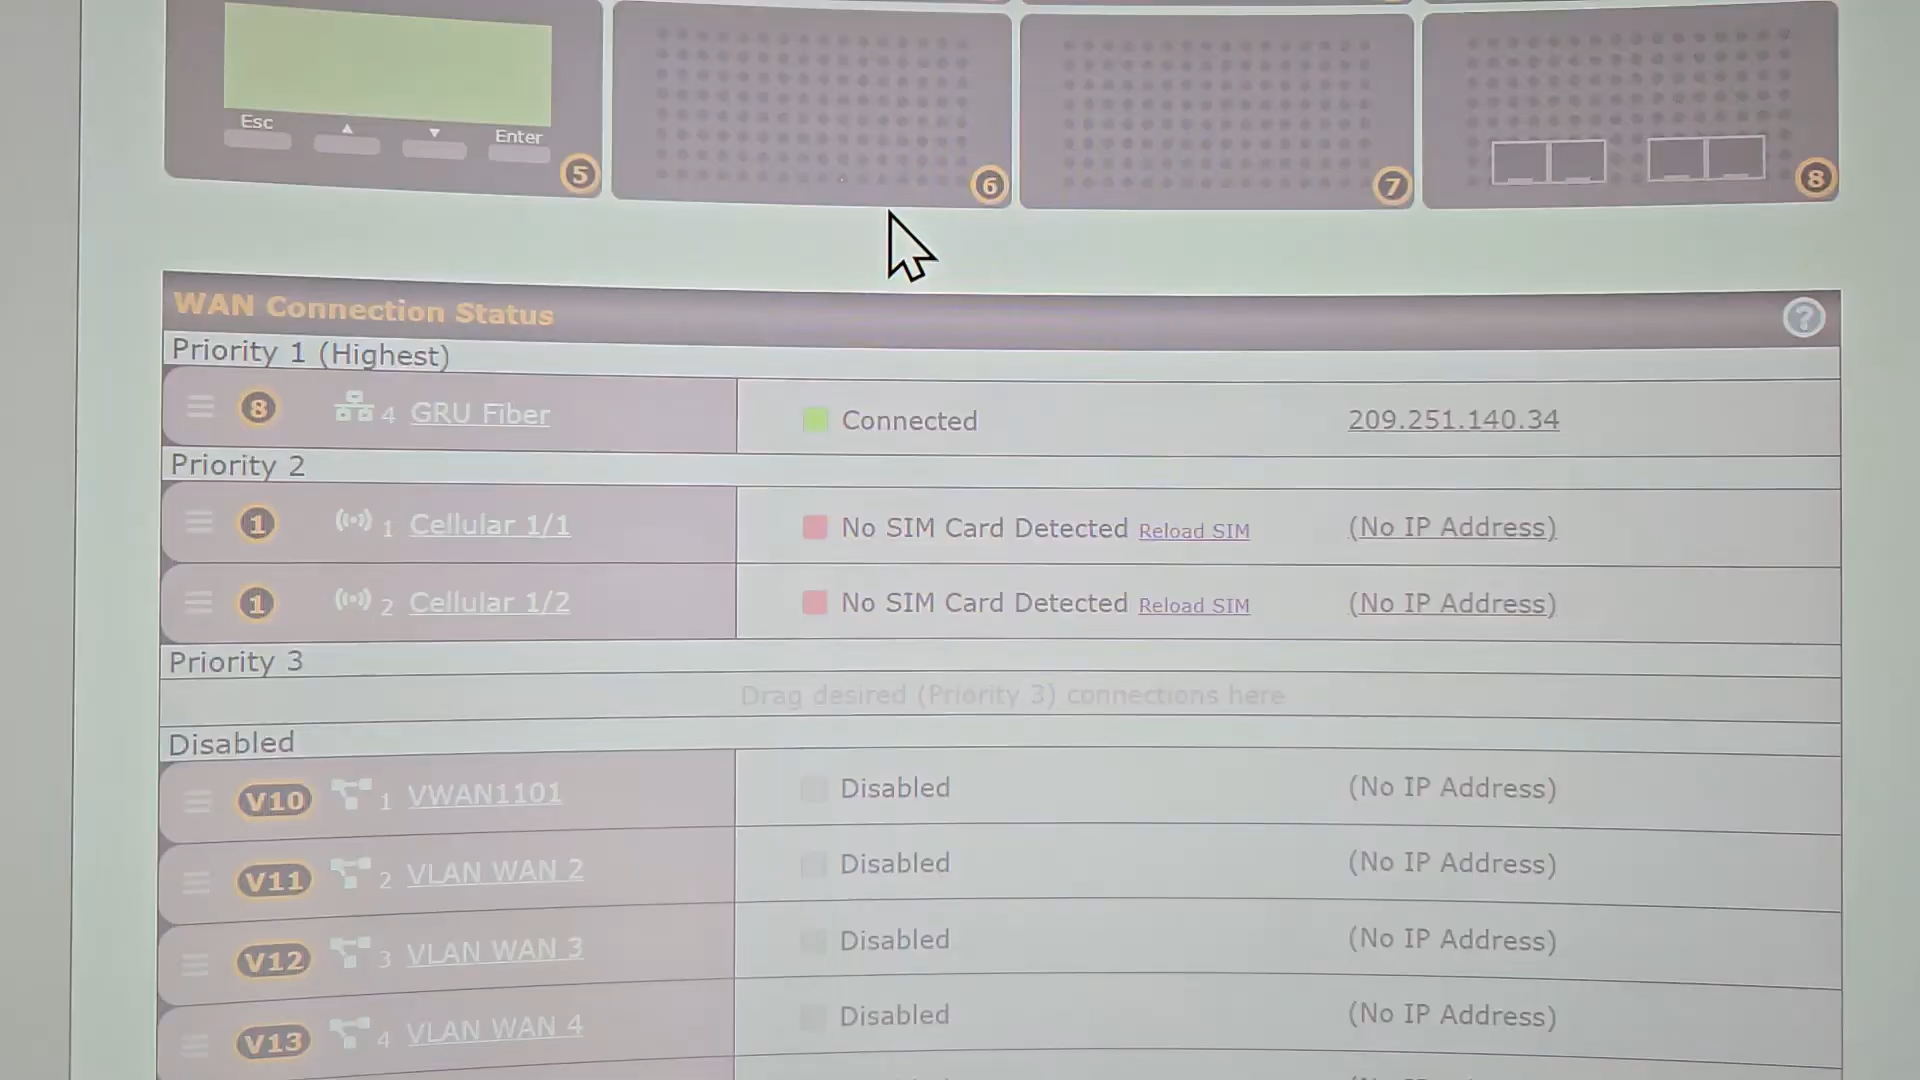 Esc ▲ ▼ Enter
5 6 7 8
WAN Connection Status ?
Priority 1 (Highest)
8 4 GRU Fiber Connected 209.251.140.34
Priority 2
1 1 Cellular 1/1 No SIM Card Detected Reload SIM (No IP Address)
1 2 Cellular 1/2 No SIM Card Detected Reload SIM (No IP Address)
Priority 3
Drag desired (Priority 3) connections here
Disabled
V10 1 VWAN1101 Disabled (No IP Address)
V11 2 VLAN WAN 2 Disabled (No IP Address)
V12 3 VLAN WAN 3 Disabled (No IP Address)
V13 4 VLAN WAN 4 Disabled (No IP Address)